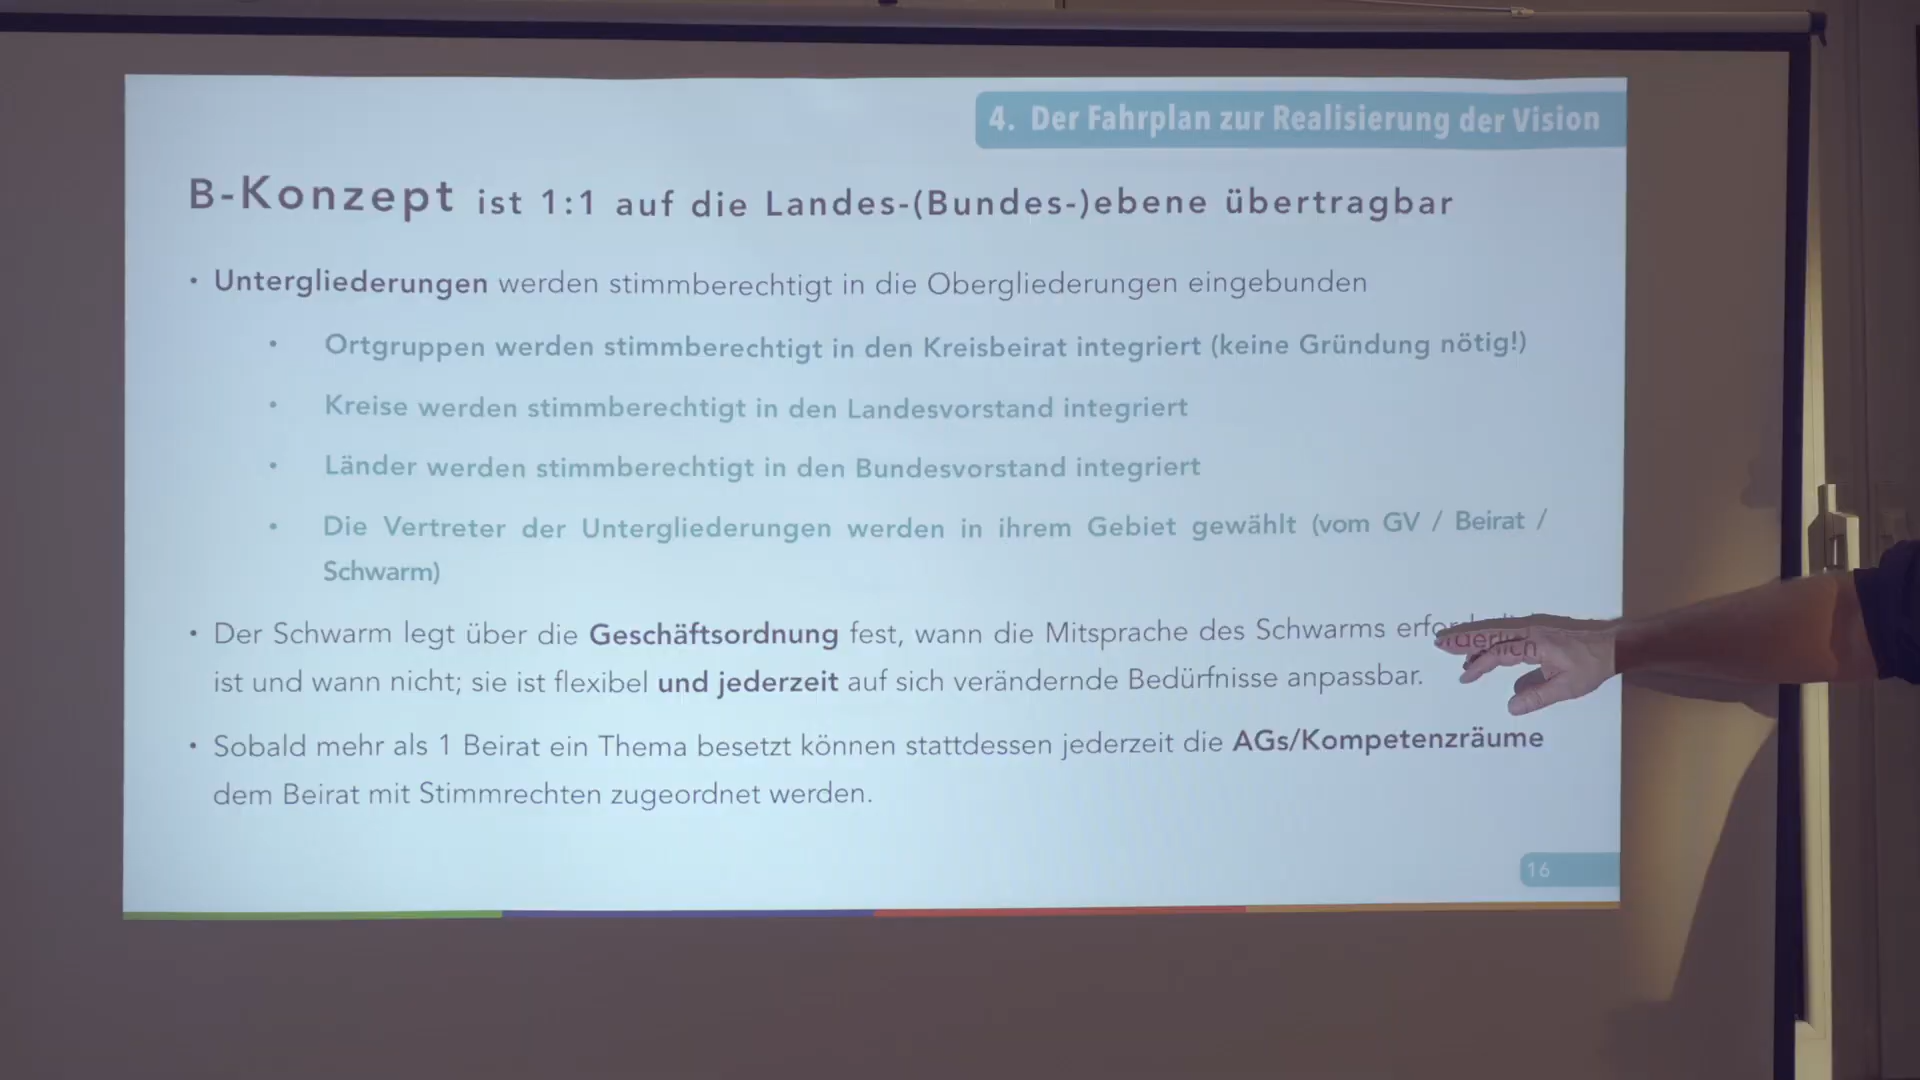 4. Der Fahrplan zur Realisierung der Vision
B-Konzept ist 1:1 auf die Landes-(Bundes-)ebene übertragbar
• Untergliederungen werden stimmberechtigt in die Obergliederungen eingebunden
• Ortgruppen werden stimmberechtigt in den Kreisbeirat integriert (keine Gründung nötig!)
• Kreise werden stimmberechtigt in den Landesvorstand integriert
• Länder werden stimmberechtigt in den Bundesvorstand integriert
• Die Vertreter der Untergliederungen werden in ihrem Gebiet gewählt (vom GV / Beirat /
Schwarm)
• Der Schwarm legt über die Geschäftsordnung fest, wann die Mitsprache des Schwarms erforderlich
ist und wann nicht; sie ist flexibel und jederzeit auf sich verändernde Bedürfnisse anpassbar.
• Sobald mehr als 1 Beirat ein Thema besetzt können stattdessen jederzeit die AGs/Kompetenzräume
dem Beirat mit Stimmrechten zugeordnet werden.
16